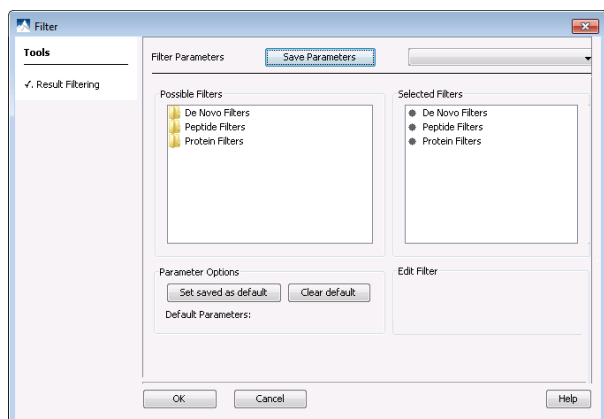 Filter
Tools
✓. Result Filtering
Filter Parameters
Save Parameters
Possible Filters
De Novo Filters
Peptide Filters
Protein Filters
Selected Filters
De Novo Filters
Peptide Filters
Protein Filters
Parameter Options
Set saved as default
Clear default
Default Parameters:
Edit Filter
OK
Cancel
Help